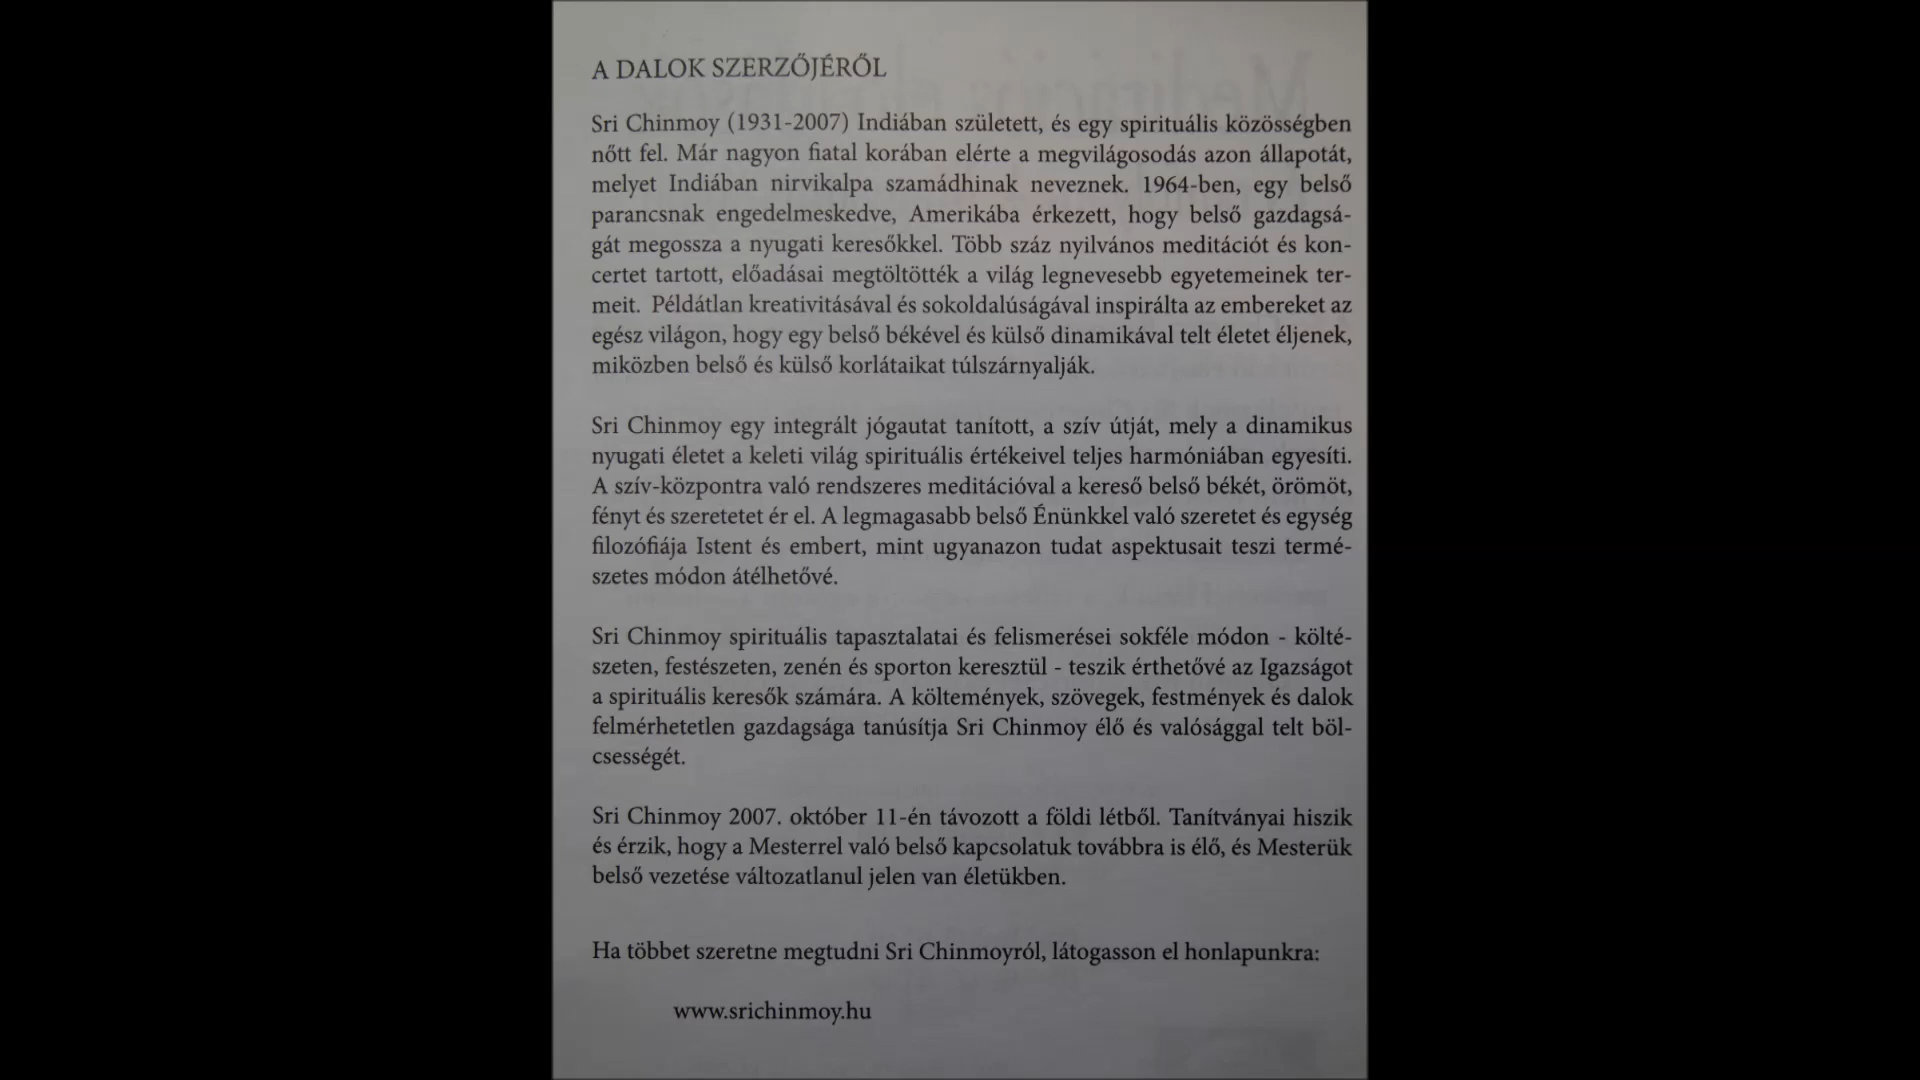 A DALOK SZERZŐJÉRŐL
Sri Chinmoy (1931-2007) Indiában született, és egy spirituális közösségben
nőtt fel. Már nagyon fiatal korában elérte a megvilágosodás azon állapotát,
melyet Indiában nirvikalpa szamádhinak neveznek. 1964-ben, egy belső
parancsnak engedelmeskedve, Amerikába érkezett, hogy belső gazdagsá-
gát megossza a nyugati keresőkkel. Több száz nyilvános meditációt és kon-
certet tartott, előadásai megtöltötték a világ legnevesebb egyetemeinek ter-
meit. Példátlan kreativitásával és sokoldalúságával inspirálta az embereket az
egész világon, hogy egy belső békével és külső dinamikával telt életet éljenek,
miközben belső és külső korlátaikat túlszárnyalják.
Sri Chinmoy egy integrált jógautat tanított, a szív útját, mely a dinamikus
nyugati életet a keleti világ spirituális értékeivel teljes harmóniában egyesíti.
A szív-központra való rendszeres meditációval a kereső belső békét, örömöt,
fényt és szeretetet ér el. A legmagasabb belső Énünkkel való szeretet és egység
filozófiája Istent és embert, mint ugyanazon tudat aspektusait teszi termé-
szetes módon átélhetővé.
Sri Chinmoy spirituális tapasztalatai és felismerései sokféle módon - költé-
szeten, festészeten, zenén és sporton keresztül - teszik érthetővé az Igazságot
a spirituális keresők számára. A költemények, szövegek, festmények és dalok
felmérhetetlen gazdagsága tanúsítja Sri Chinmoy élő és valósággal telt böl-
csességét.
Sri Chinmoy 2007. október 11-én távozott a földi létből. Tanítványai hiszik
és érzik, hogy a Mesterrel való belső kapcsolatuk továbbra is élő, és Mesterük
belső vezetése változatlanul jelen van életükben.
Ha többet szeretne megtudni Sri Chinmoyról, látogasson el honlapunkra:
www.srichinmoy.hu